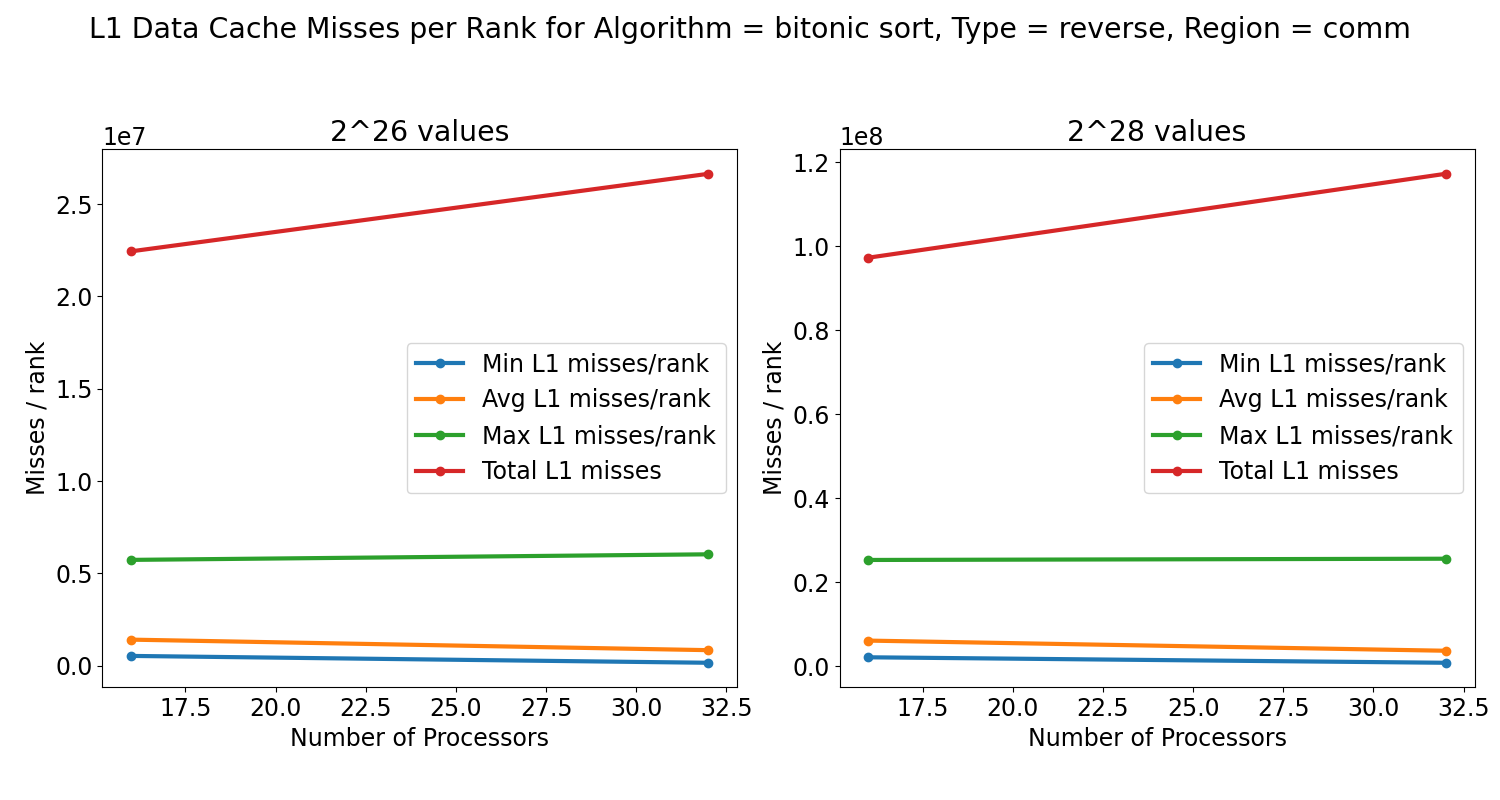 L1 Data Cache Misses per Rank for Algorithm = bitonic sort, Type = reverse, Region = comm
2^26 values
1e7
2.5
2.0
1.5
1.0
0.5
0.0
Misses / rank
17.5 20.0 22.5 25.0 27.5 30.0 32.5
Number of Processors
Min L1 misses/rank
Avg L1 misses/rank
Max L1 misses/rank
Total L1 misses
2^28 values
1e8
1.2
1.0
0.8
0.6
0.4
0.2
0.0
Misses / rank
17.5 20.0 22.5 25.0 27.5 30.0 32.5
Number of Processors
Min L1 misses/rank
Avg L1 misses/rank
Max L1 misses/rank
Total L1 misses